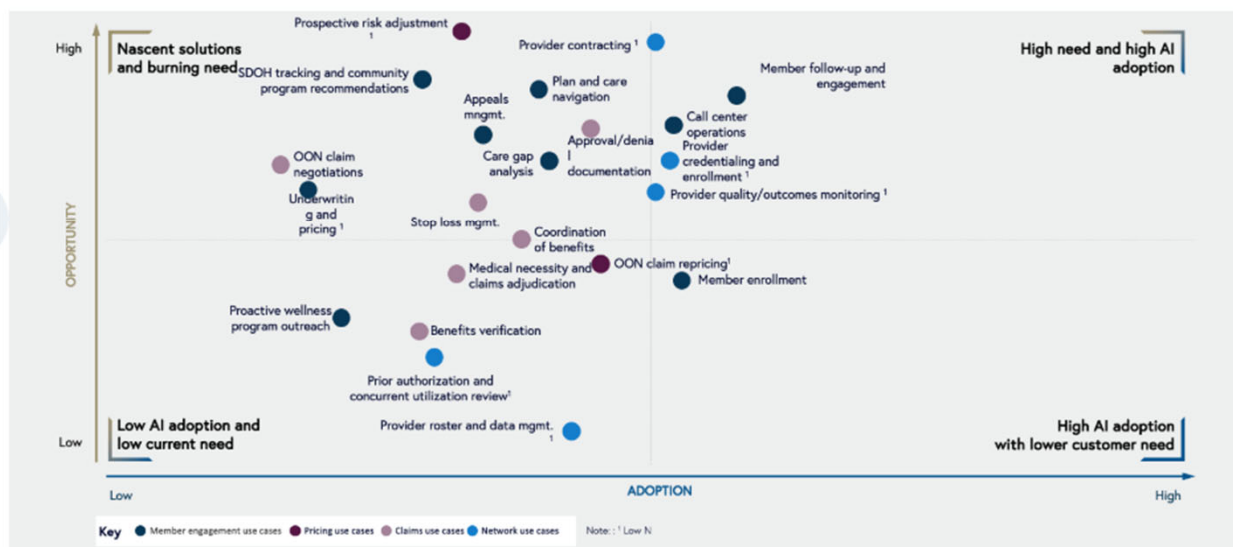 High
Nascent solutions
and burning need
Prospective risk adjustment
1
Provider contracting ¹
High need and high AI
adoption
SDOH tracking and community
program recommendations
Plan and care
navigation
Member follow-up and
engagement
Appeals
mngmt.
Approval/denia
l
documentation
Call center
operations
Care gap
analysis
Provider
credentialing and
enrollment ¹
OON claim
negotiations
Underwritin
g and
pricing ¹
Provider quality/outcomes monitoring ¹
Stop loss mgmt.
Coordination
of benefits
OPPORTUNITY
Medical necessity and
claims adjudication
OON claim repricing¹
Member enrollment
Proactive wellness
program outreach
Benefits verification
Prior authorization and
concurrent utilization review¹
Provider roster and data mgmt.
1
Low
Low AI adoption and
low current need
High AI adoption
with lower customer need
Low
ADOPTION
High
Key
Member engagement use cases
Pricing use cases
Claims use cases
Network use cases
Note: : ¹ Low N